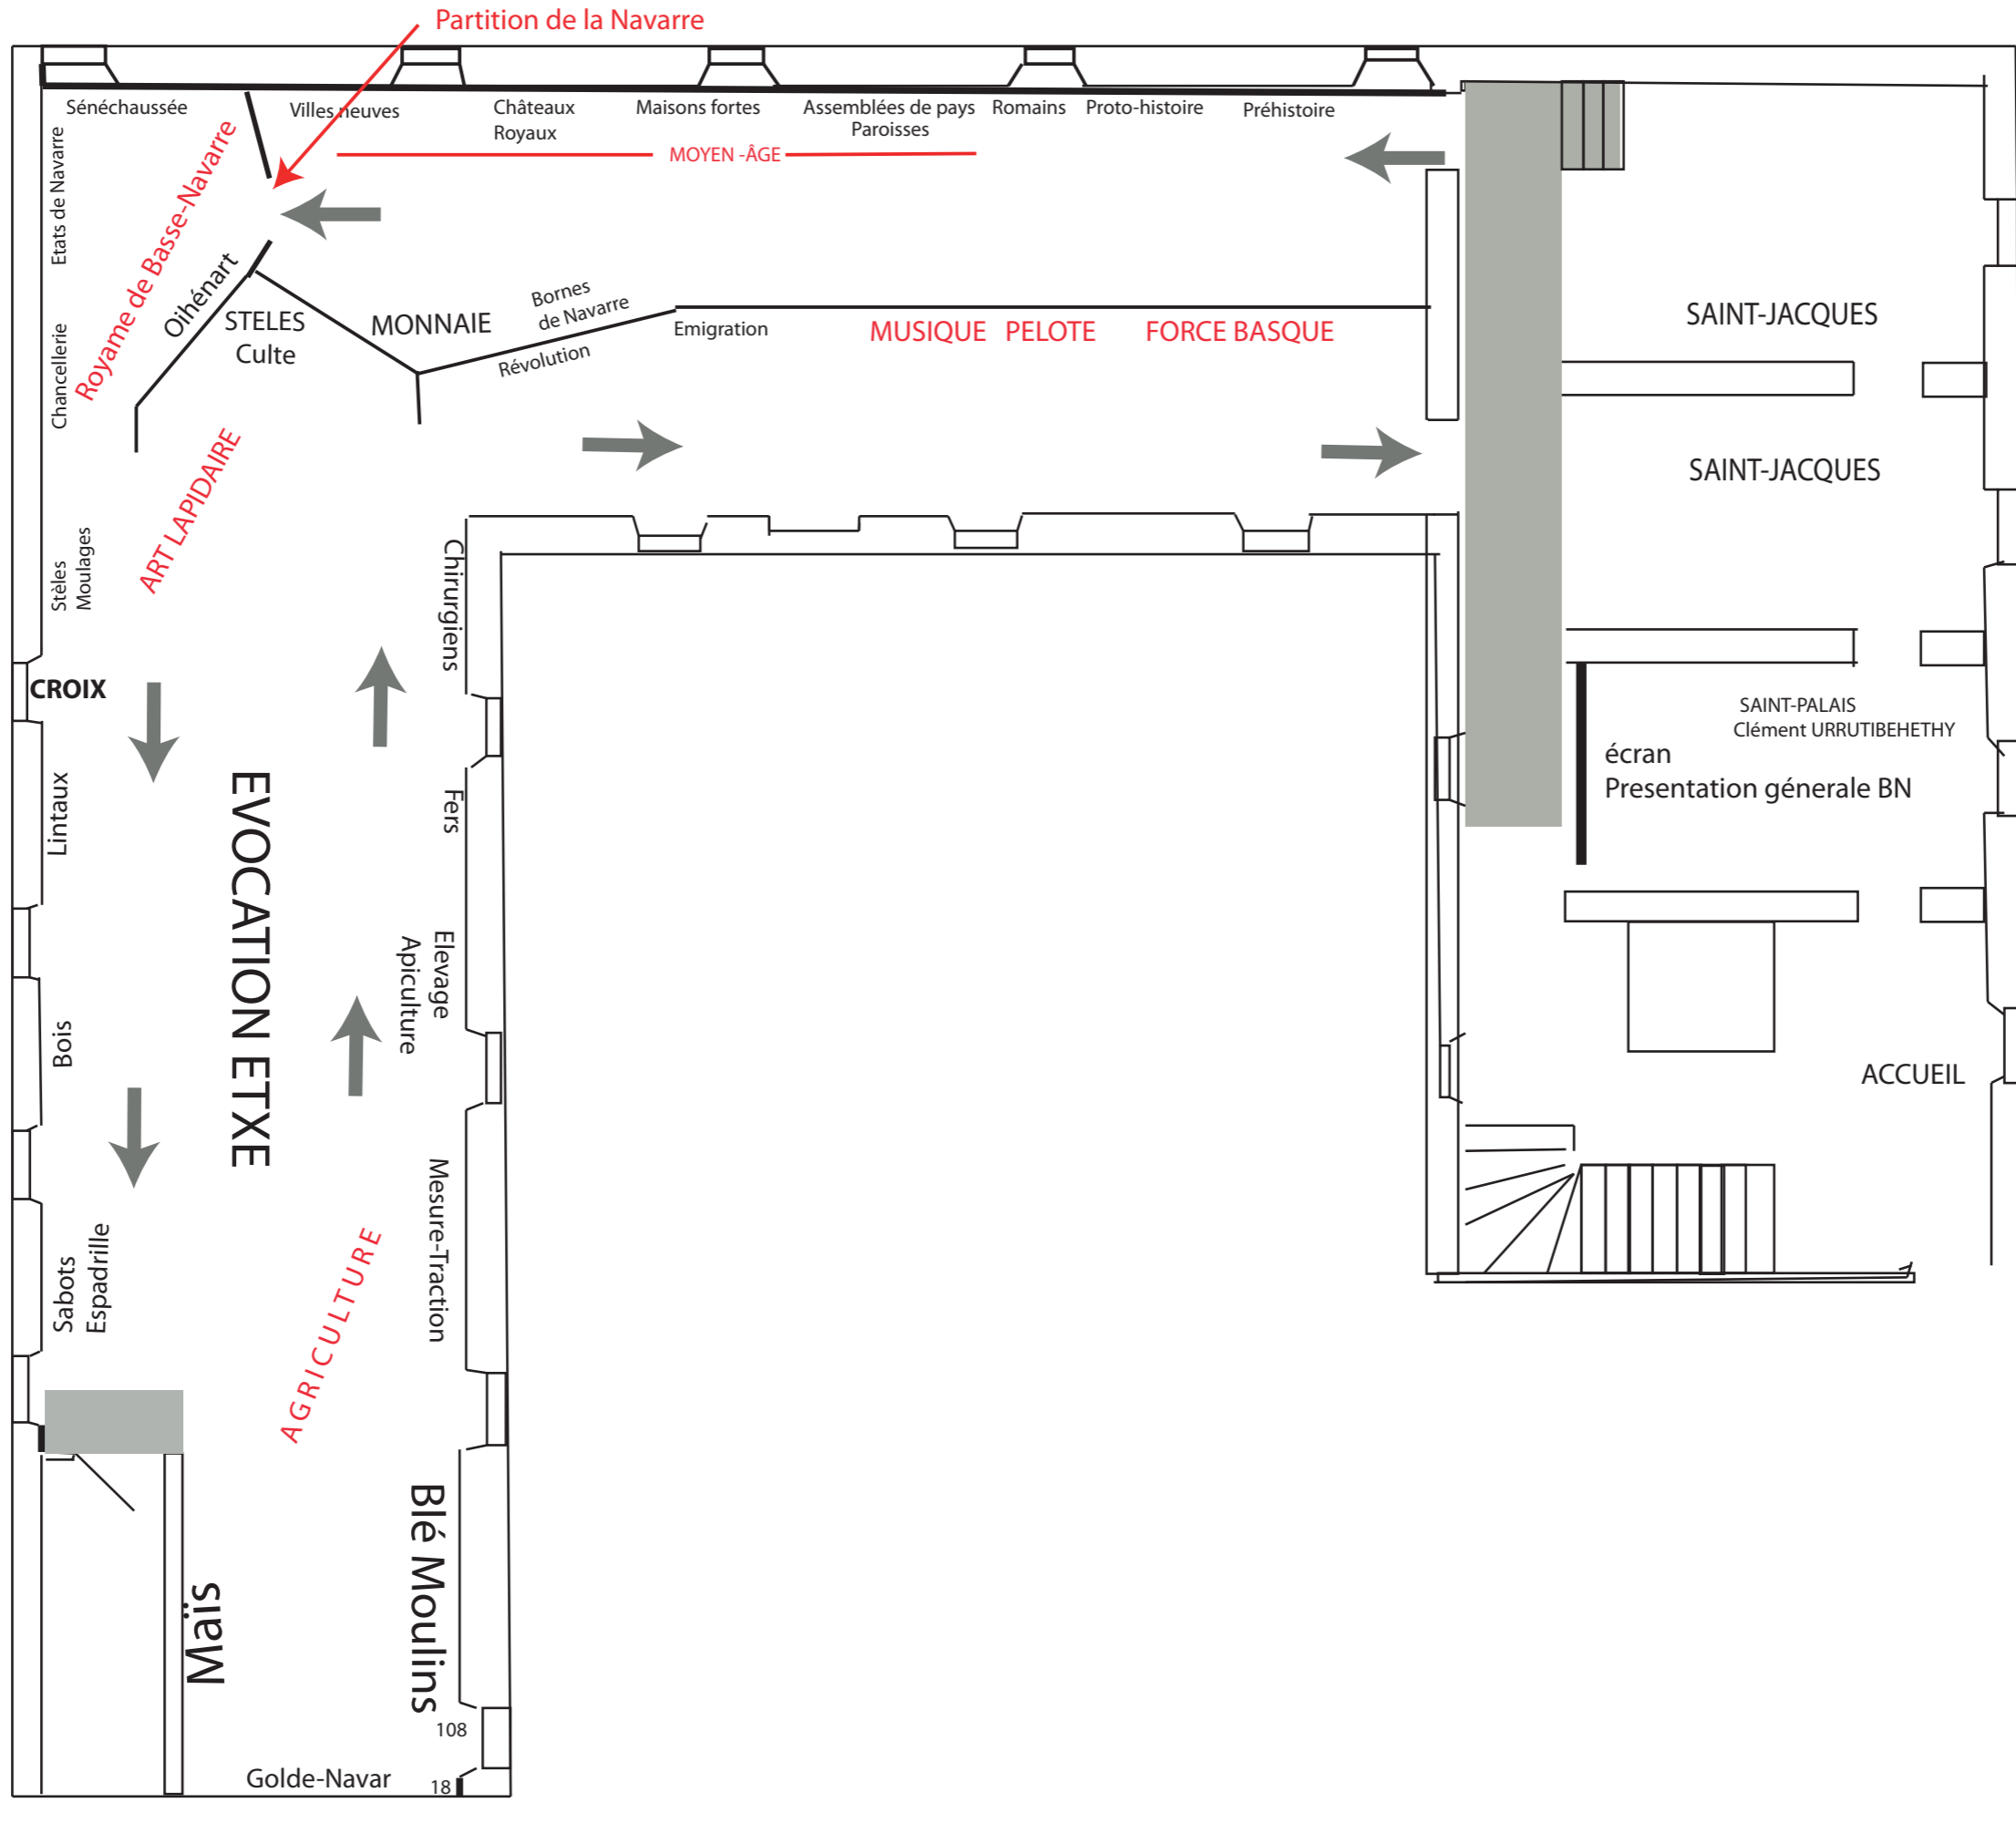 Partition de la Navarre
Sénéchaussée
Villes neuves
Châteaux
Royaux
Maisons fortes
Assemblées de pays
Paroisses
Romains
Proto-histoire
Préhistoire
MOYEN -ÂGE
Etats de Navarre
Royame de Basse-Navarre
Chancellerie
Oihénart
STELES
Culte
MONNAIE
Bornes
de Navarre
Révolution
Emigration
MUSIQUE
PELOTE
FORCE BASQUE
SAINT-JACQUES
SAINT-JACQUES
ART LAPIDAIRE
Stèles
Moulages
CROIX
Chirurgiens
Lintaux
EVOCATION ETXE
Fers
SAINT-PALAIS
Clément URRUTIBEHETHY
écran
Presentation génerale BN
Elevage
Apiculture
Bois
ACCUEIL
Mesure-Traction
Sabots
Espadrille
AGRICULTURE
Blé Moulins
Maïs
108
Golde-Navar
18